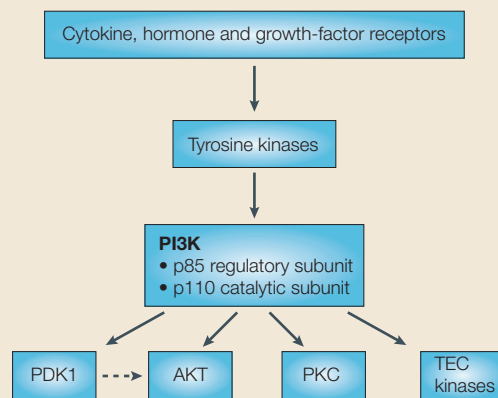 Cytokine, hormone and growth-factor receptors
Tyrosine kinases
PI3K
• p85 regulatory subunit
• p110 catalytic subunit
PDK1
AKT
PKC
TEC
kinases